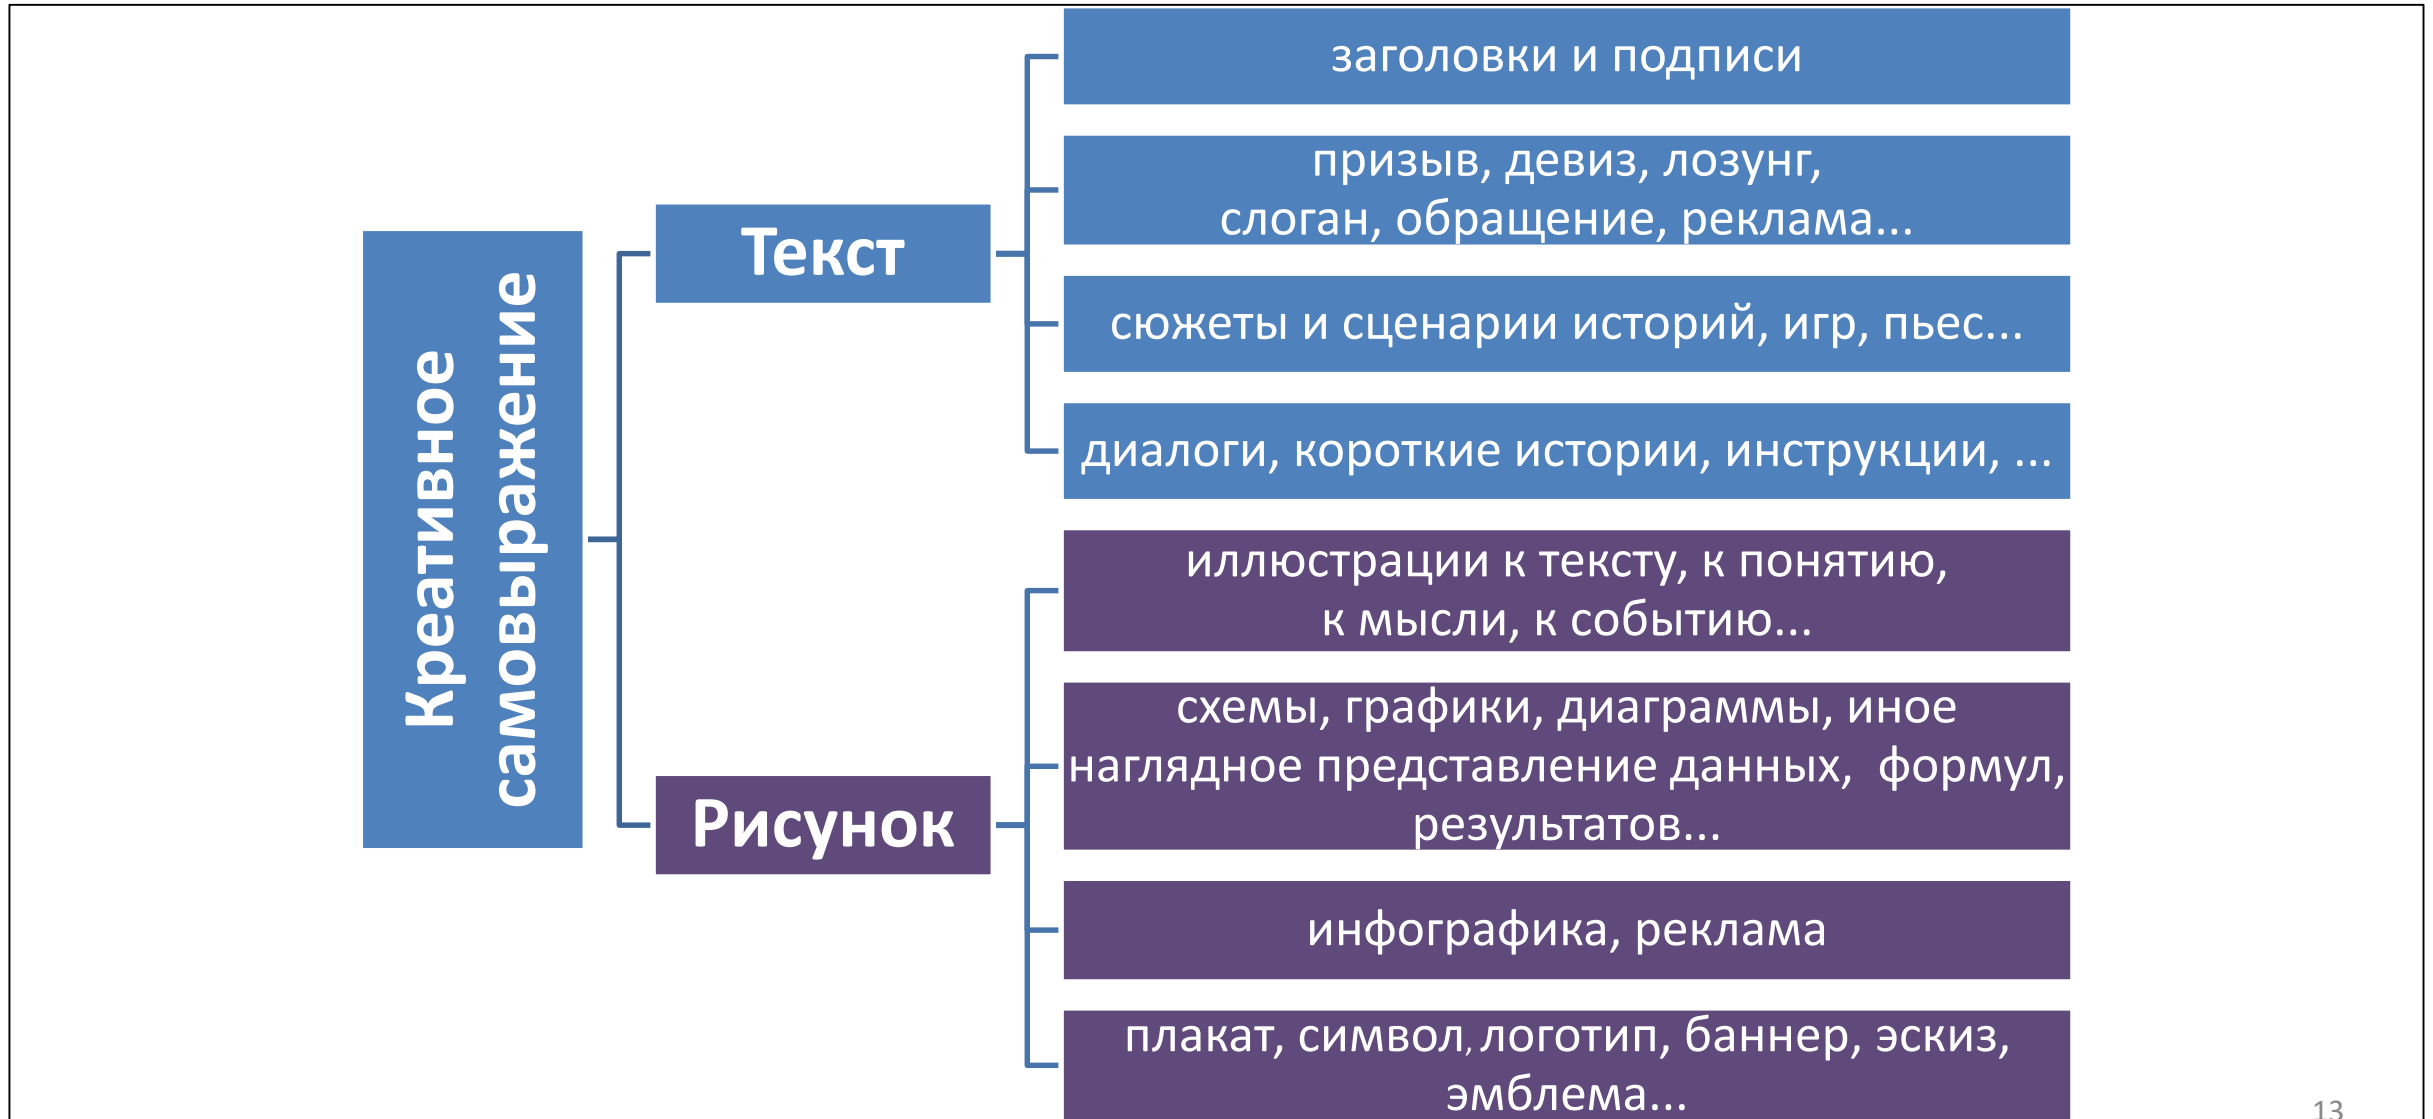 Креативное
самовыражение
Текст
заголовки и подписи
призыв, девиз, лозунг,
слоган, обращение, реклама...
сюжеты и сценарии историй, игр, пьес...
диалоги, короткие истории, инструкции, ...
Рисунок
иллюстрации к тексту, к понятию,
к мысли, к событию...
схемы, графики, диаграммы, иное
наглядное представление данных,  формул,
результатов...
инфографика, реклама
плакат, символ, логотип, баннер, эскиз,
эмблема...
13